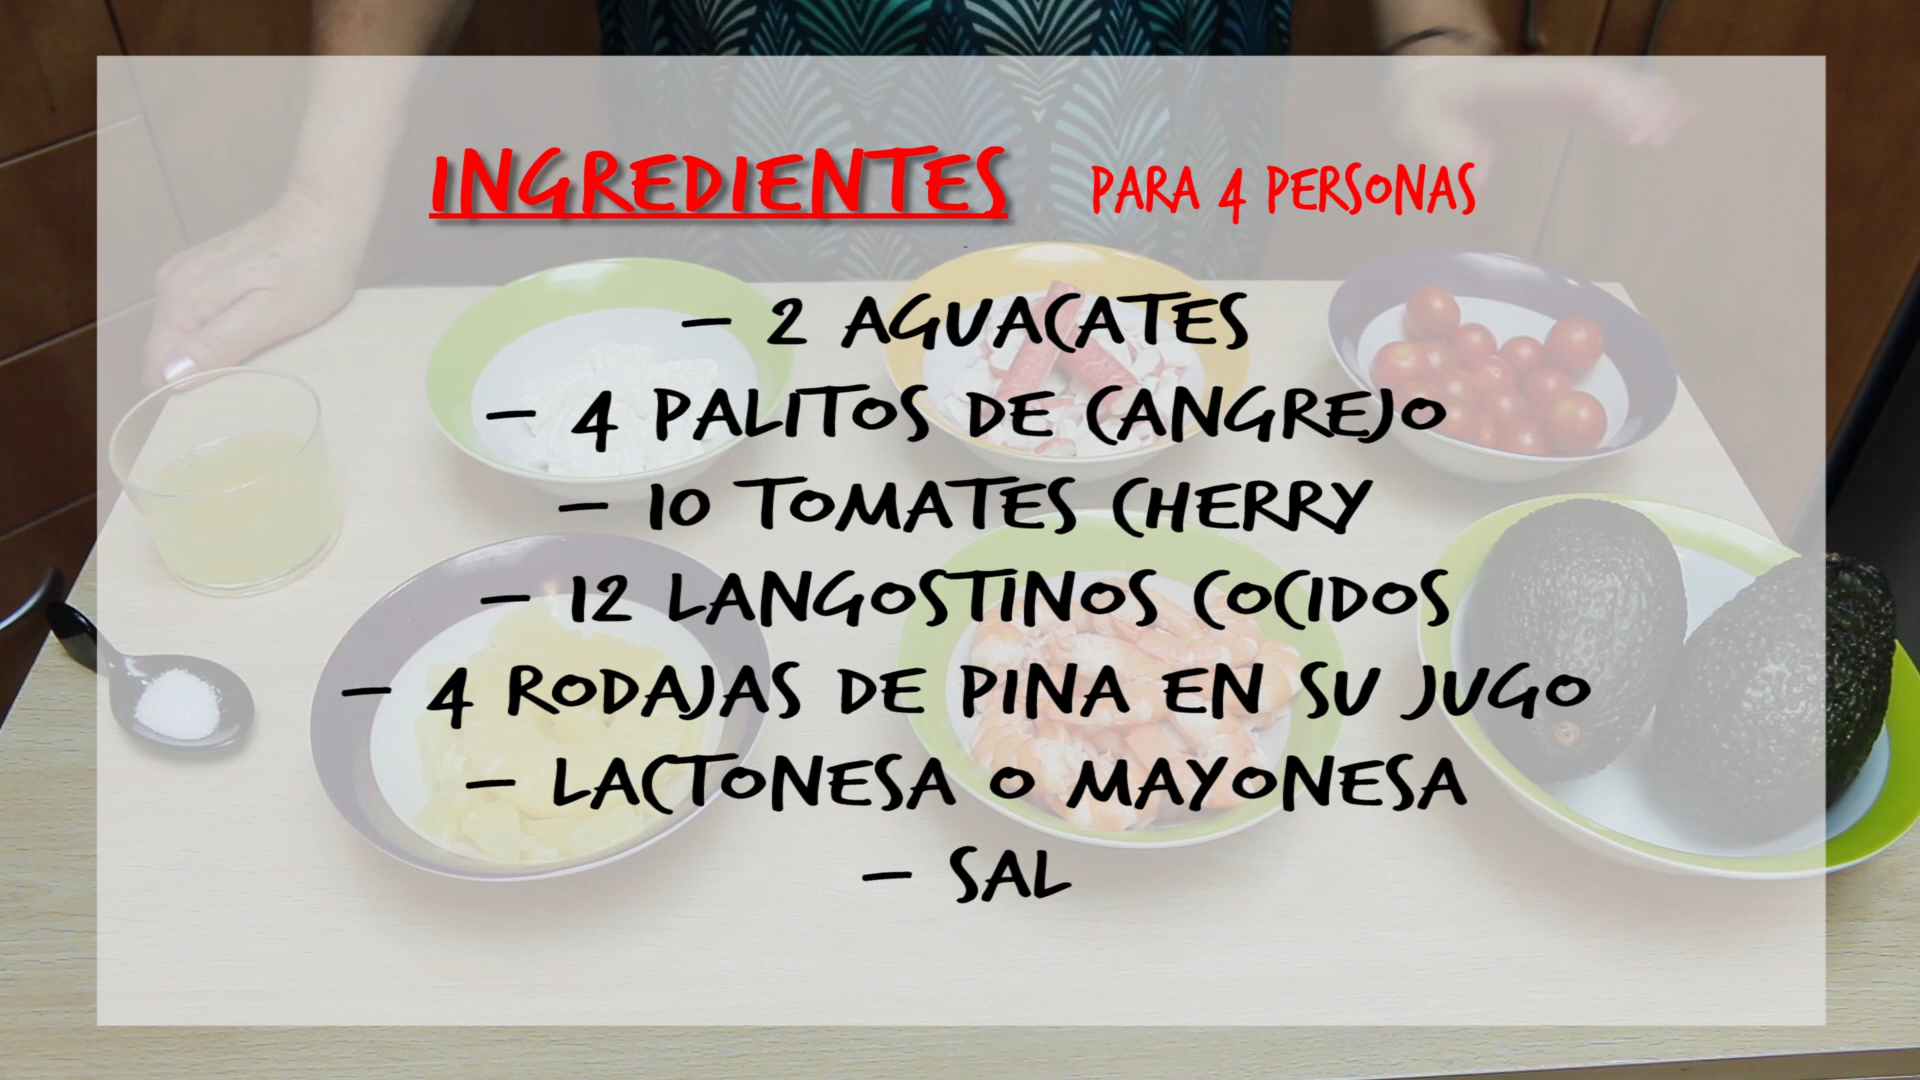 INGREDIENTES PARA 4 PERSONAS
- 2 AGUACATES
- 4 PALITOS DE CANGREJO
- 10 TOMATES CHERRY
- 12 LANGOSTINOS COCIDOS
- 4 RODAJAS DE PINA EN SU JUGO
- LACTONESA O MAYONESA
- SAL